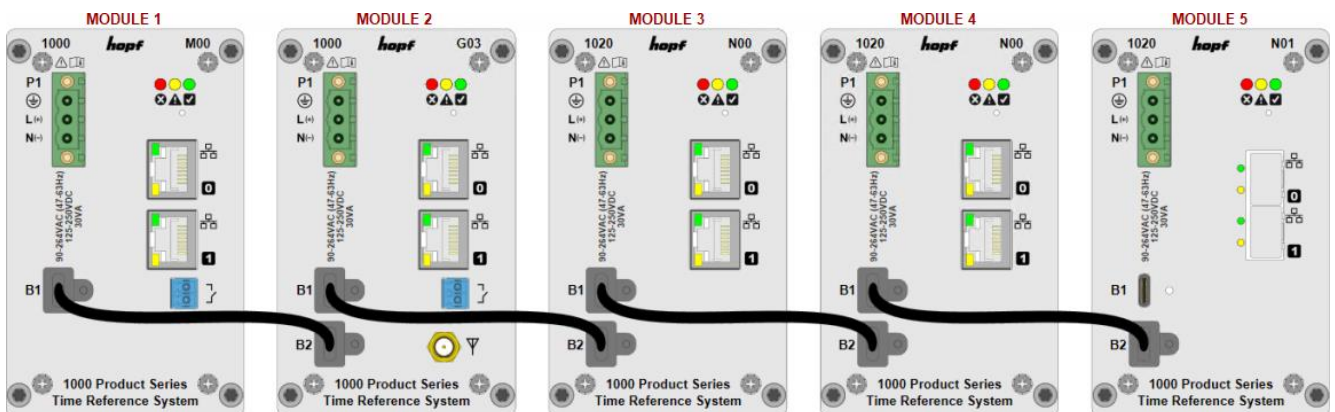 MODULE 1
1000 hopf M00
P1
L(+)
N(–)
90-264VAC (47-63Hz)
125-250VDC
30VA
0
1
B1
1000 Product Series
Time Reference System
MODULE 2
1000 hopf G03
P1
L(+)
N(–)
90-264VAC (47-63Hz)
125-250VDC
30VA
0
1
B1
B2
1000 Product Series
Time Reference System
MODULE 3
1020 hopf N00
P1
L(+)
N(–)
90-264VAC (47-63Hz)
125-250VDC
30VA
0
1
B1
B2
1000 Product Series
Time Reference System
MODULE 4
1020 hopf N00
P1
L(+)
N(–)
90-264VAC (47-63Hz)
125-250VDC
30VA
0
1
B1
B2
1000 Product Series
Time Reference System
MODULE 5
1020 hopf N01
P1
L(+)
N(–)
90-264VAC (47-63Hz)
125-250VDC
30VA
0
1
B1
B2
1000 Product Series
Time Reference System